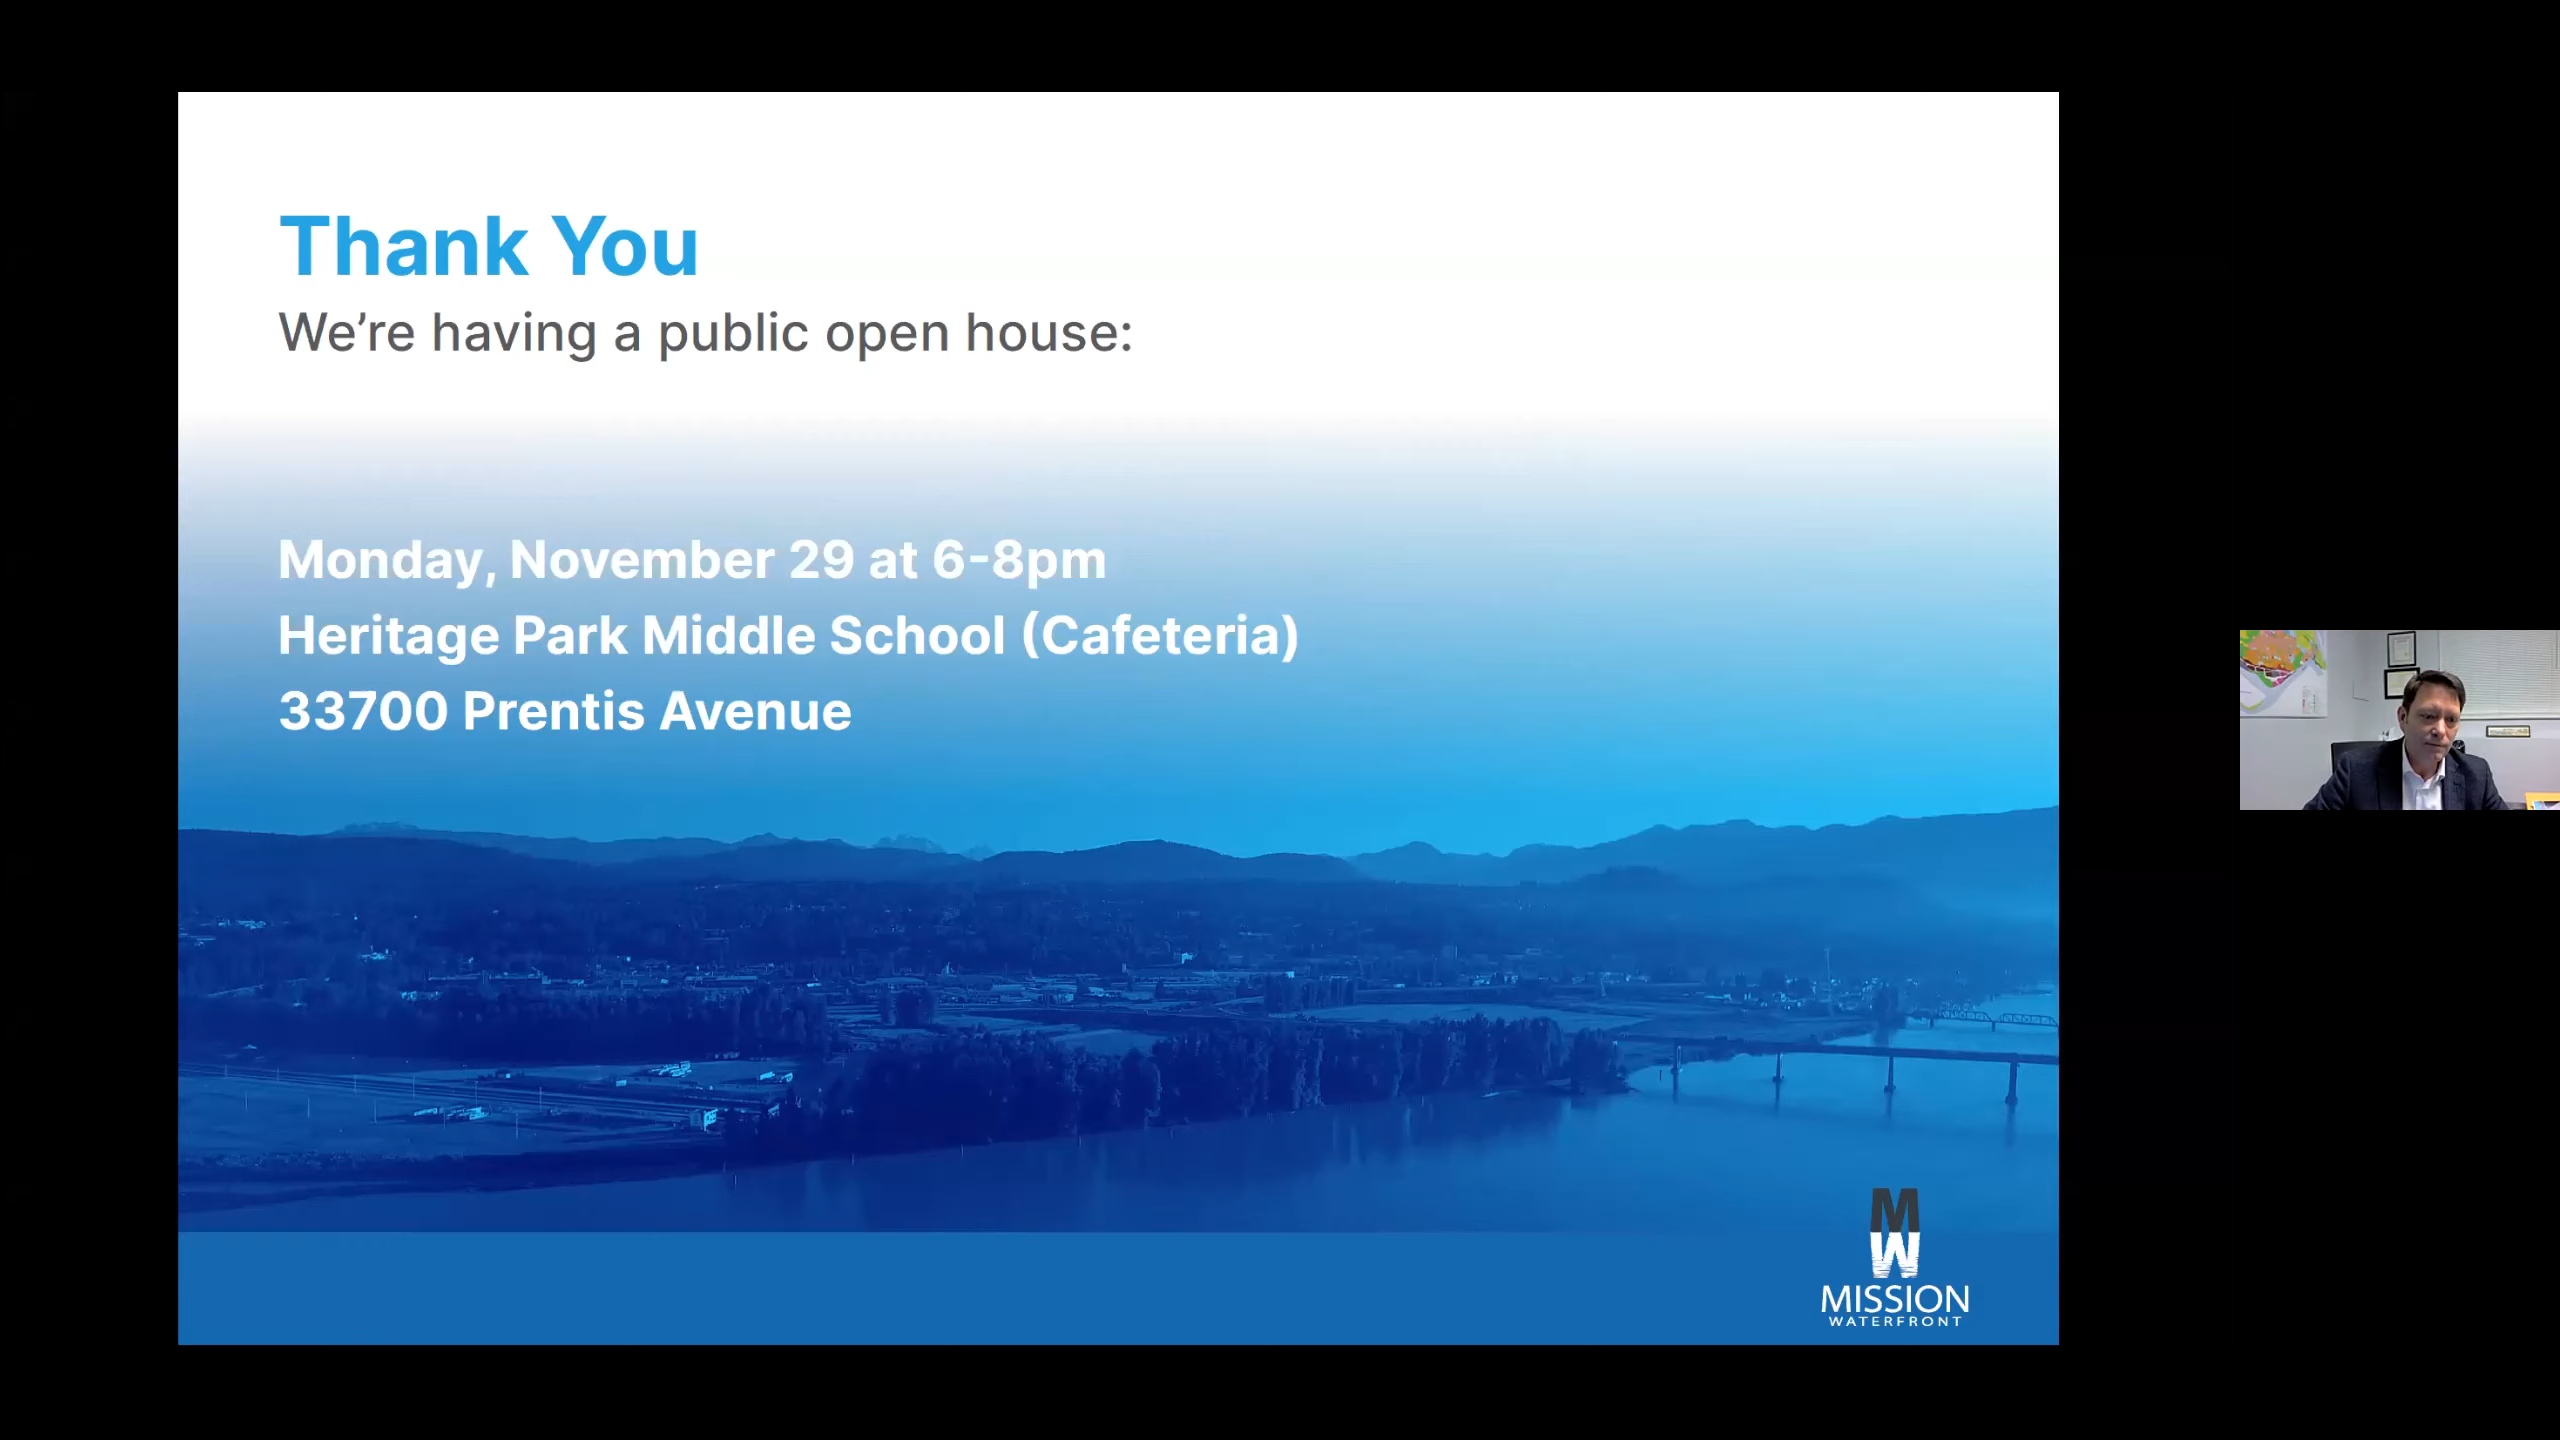 Thank You
We’re having a public open house:
Monday, November 29 at 6-8pm
Heritage Park Middle School (Cafeteria)
33700 Prentis Avenue
M
W
MISSION
WATERFRONT